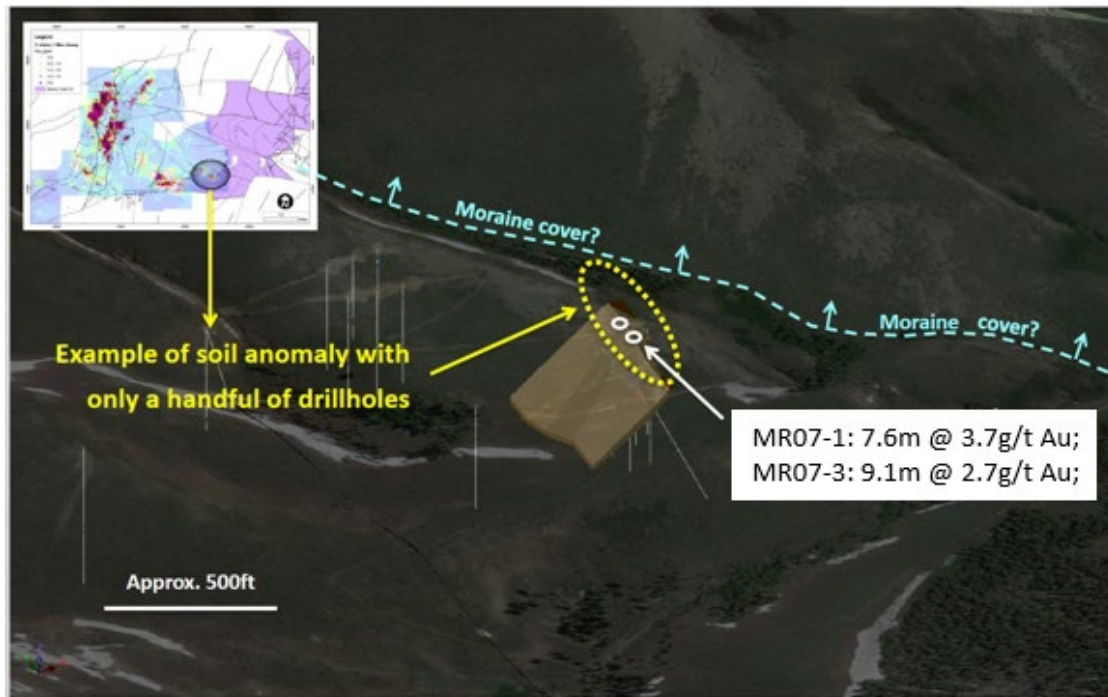 Legend
Moraine cover?
Moraine cover?
Example of soil anomaly with
only a handful of drillholes
MR07-1: 7.6m @ 3.7g/t Au;
MR07-3: 9.1m @ 2.7g/t Au;
Approx. 500ft